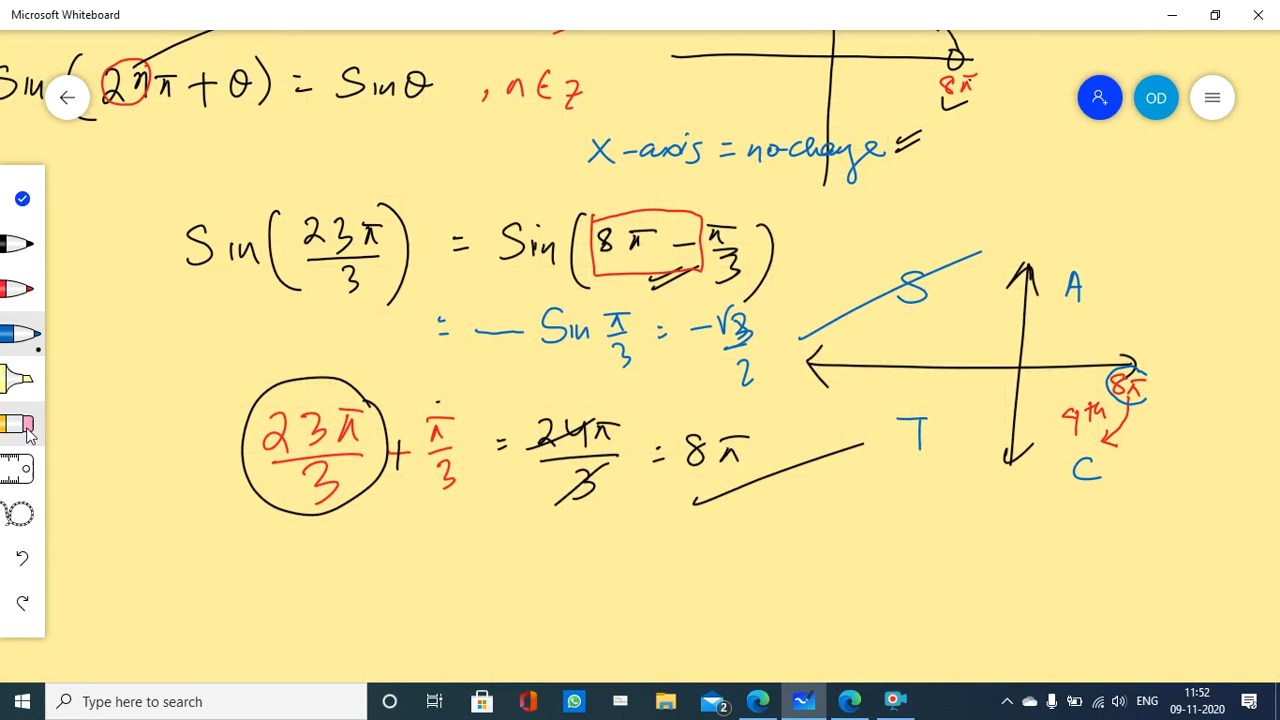 Microsoft Whiteboard
Sin (2nπ + θ) = Sinθ , n ∈ z
8π
OD
X-axis = no-change
Sin (23π/3) = Sin (8π - π/3)
= - Sin π/3 = -√3/2
S
A
8π
4th
T
C
23π/3 + π/3 = 24π/3 = 8π
Type here to search
2
ENG
11:52
09-11-2020